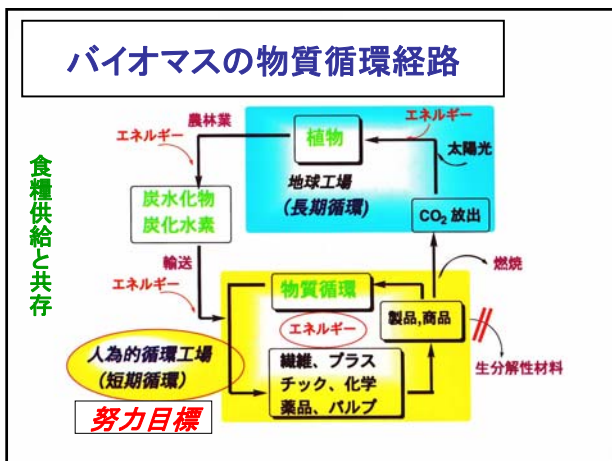 バイオマスの物質循環経路
農林業
エネルギー
植物
エネルギー
太陽光
地球工場
(長期循環)
CO₂ 放出
炭水化物
炭化水素
食糧供給と共存
輸送
エネルギー
燃焼
物質循環
エネルギー
製品,商品
生分解性材料
人為的循環工場
(短期循環)
繊維、プラス
チック、化学
薬品、パルプ
努力目標